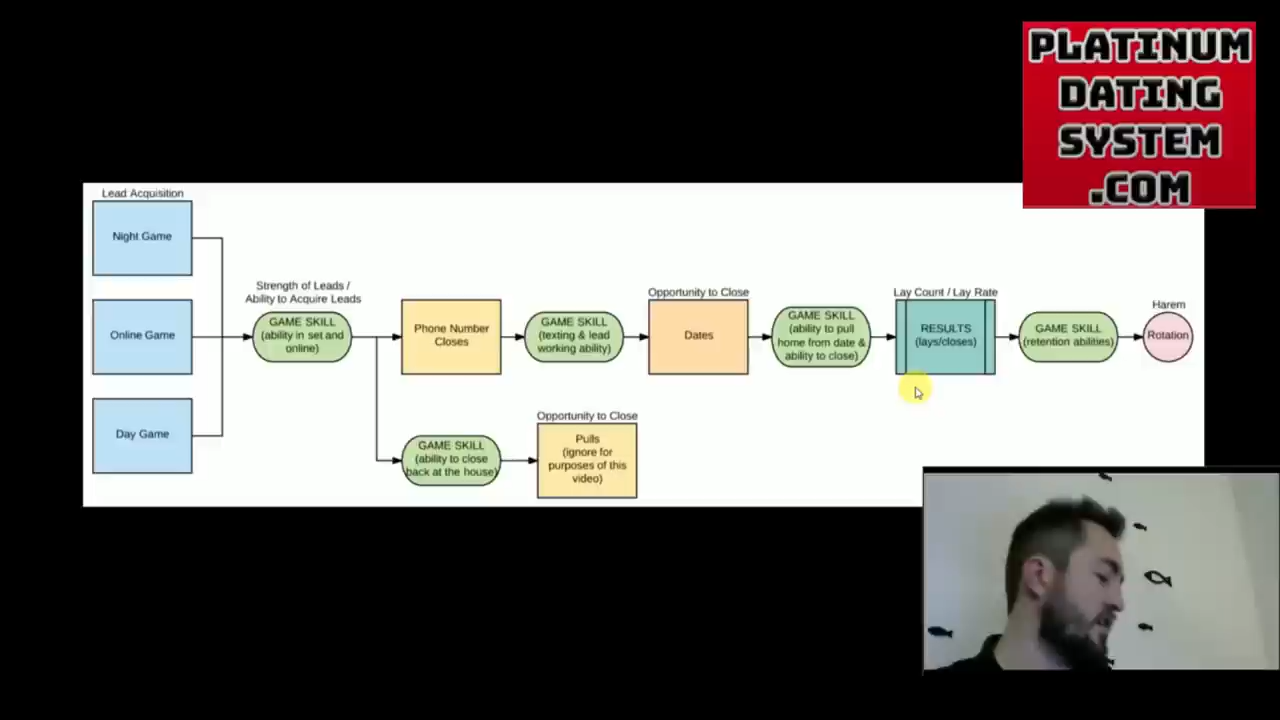 PLATINUM
DATING
SYSTEM
.COM
Lead Acquisition
Night Game
Online Game
Day Game
Strength of Leads /
Ability to Acquire Leads
GAME SKILL
(ability in set and
online)
Phone Number
Closes
GAME SKILL
(texting & lead
working ability)
Opportunity to Close
Dates
GAME SKILL
(ability to pull
home from date &
ability to close)
Lay Count / Lay Rate
RESULTS
(lays/closes)
GAME SKILL
(retention abilities)
Harem
Rotation
GAME SKILL
(ability to close
back at the house)
Opportunity to Close
Pulls
(ignore for
purposes of this
video)